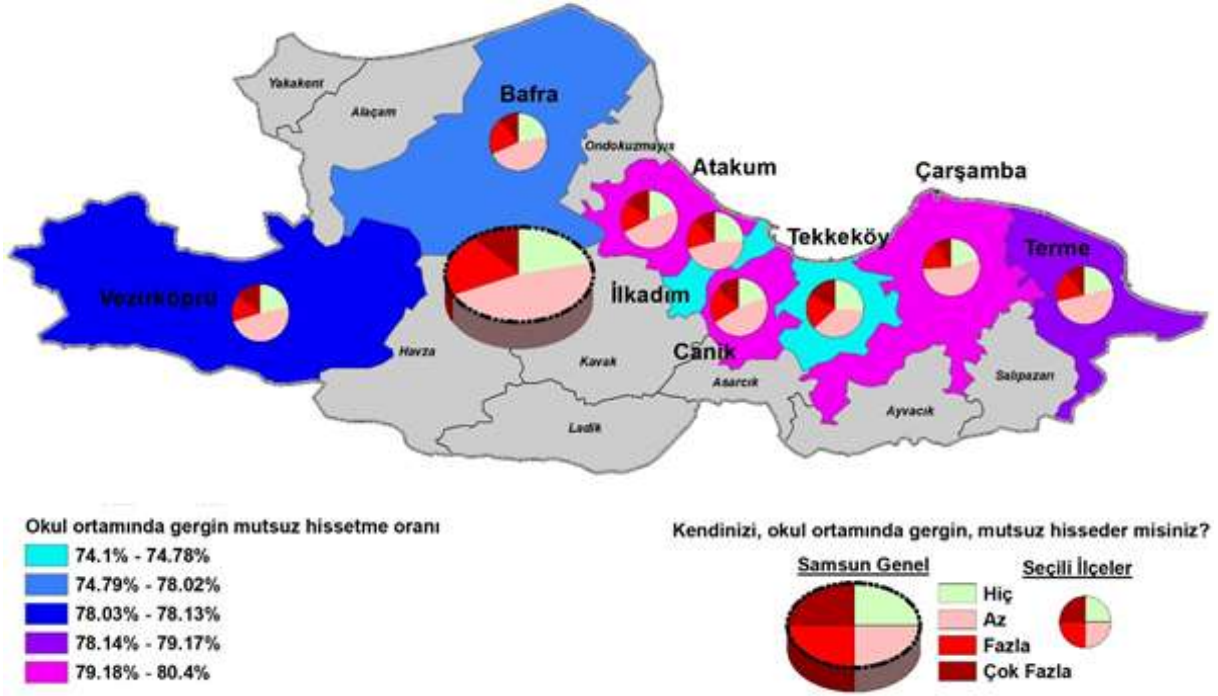 Yakakent
Alaçam
Bafra
Ondokuzmayıs
Atakum
Çarşamba
Tekkeköy
Terme
Vezirköprü
İlkadım
Canik
Havza
Kavak
Asarcık
Salıpazarı
Ayvacık
Ladik
Okul ortamında gergin mutsuz hissetme oranı
74.1% - 74.78%
74.79% - 78.02%
78.03% - 78.13%
78.14% - 79.17%
79.18% - 80.4%
Kendinizi, okul ortamında gergin, mutsuz hisseder misiniz?
Samsun Genel
Seçili İlçeler
Hiç
Az
Fazla
Çok Fazla